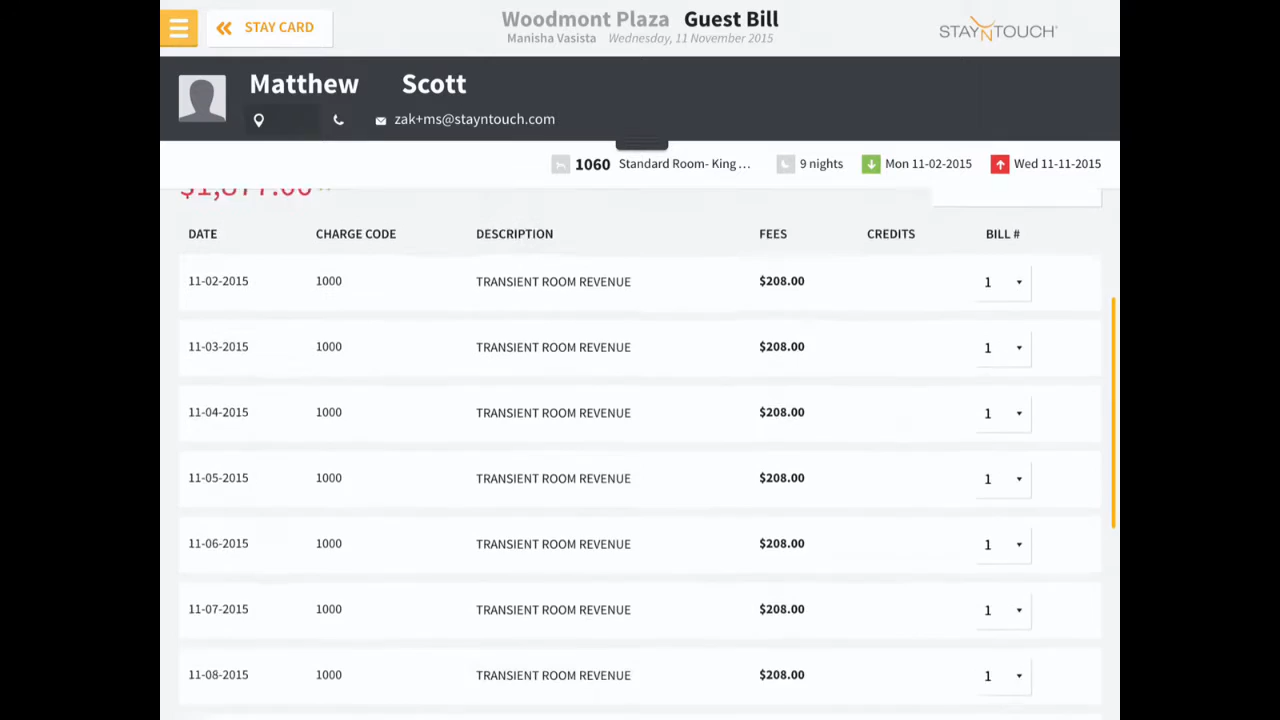 STAY CARD
Woodmont Plaza Guest Bill
Manisha Vasista Wednesday, 11 November 2015
STAYNTOUCH
Matthew Scott
zak+ms@stayntouch.com
1060 Standard Room- King ... 9 nights Mon 11-02-2015 Wed 11-11-2015
DATE CHARGE CODE DESCRIPTION FEES CREDITS BILL #
11-02-2015 1000 TRANSIENT ROOM REVENUE $208.00 1
11-03-2015 1000 TRANSIENT ROOM REVENUE $208.00 1
11-04-2015 1000 TRANSIENT ROOM REVENUE $208.00 1
11-05-2015 1000 TRANSIENT ROOM REVENUE $208.00 1
11-06-2015 1000 TRANSIENT ROOM REVENUE $208.00 1
11-07-2015 1000 TRANSIENT ROOM REVENUE $208.00 1
11-08-2015 1000 TRANSIENT ROOM REVENUE $208.00 1